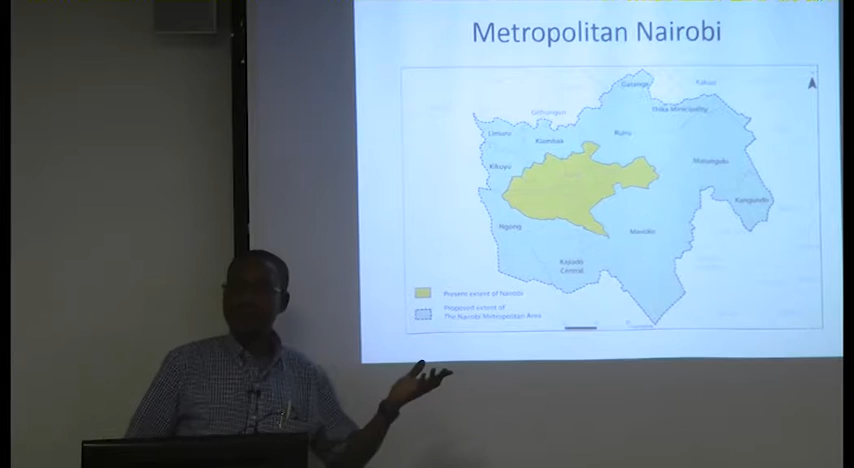 Metropolitan Nairobi
Gatanga
Kakuzi
Githunguri
Thika Municipality
Limuru
Kiambaa
Ruiru
Kikuyu
Matungulu
Kangundo
Ngong
Mavoko
Kajiado
Central
Present extent of Nairobi
Proposed extent of
The Nairobi Metropolitan Area